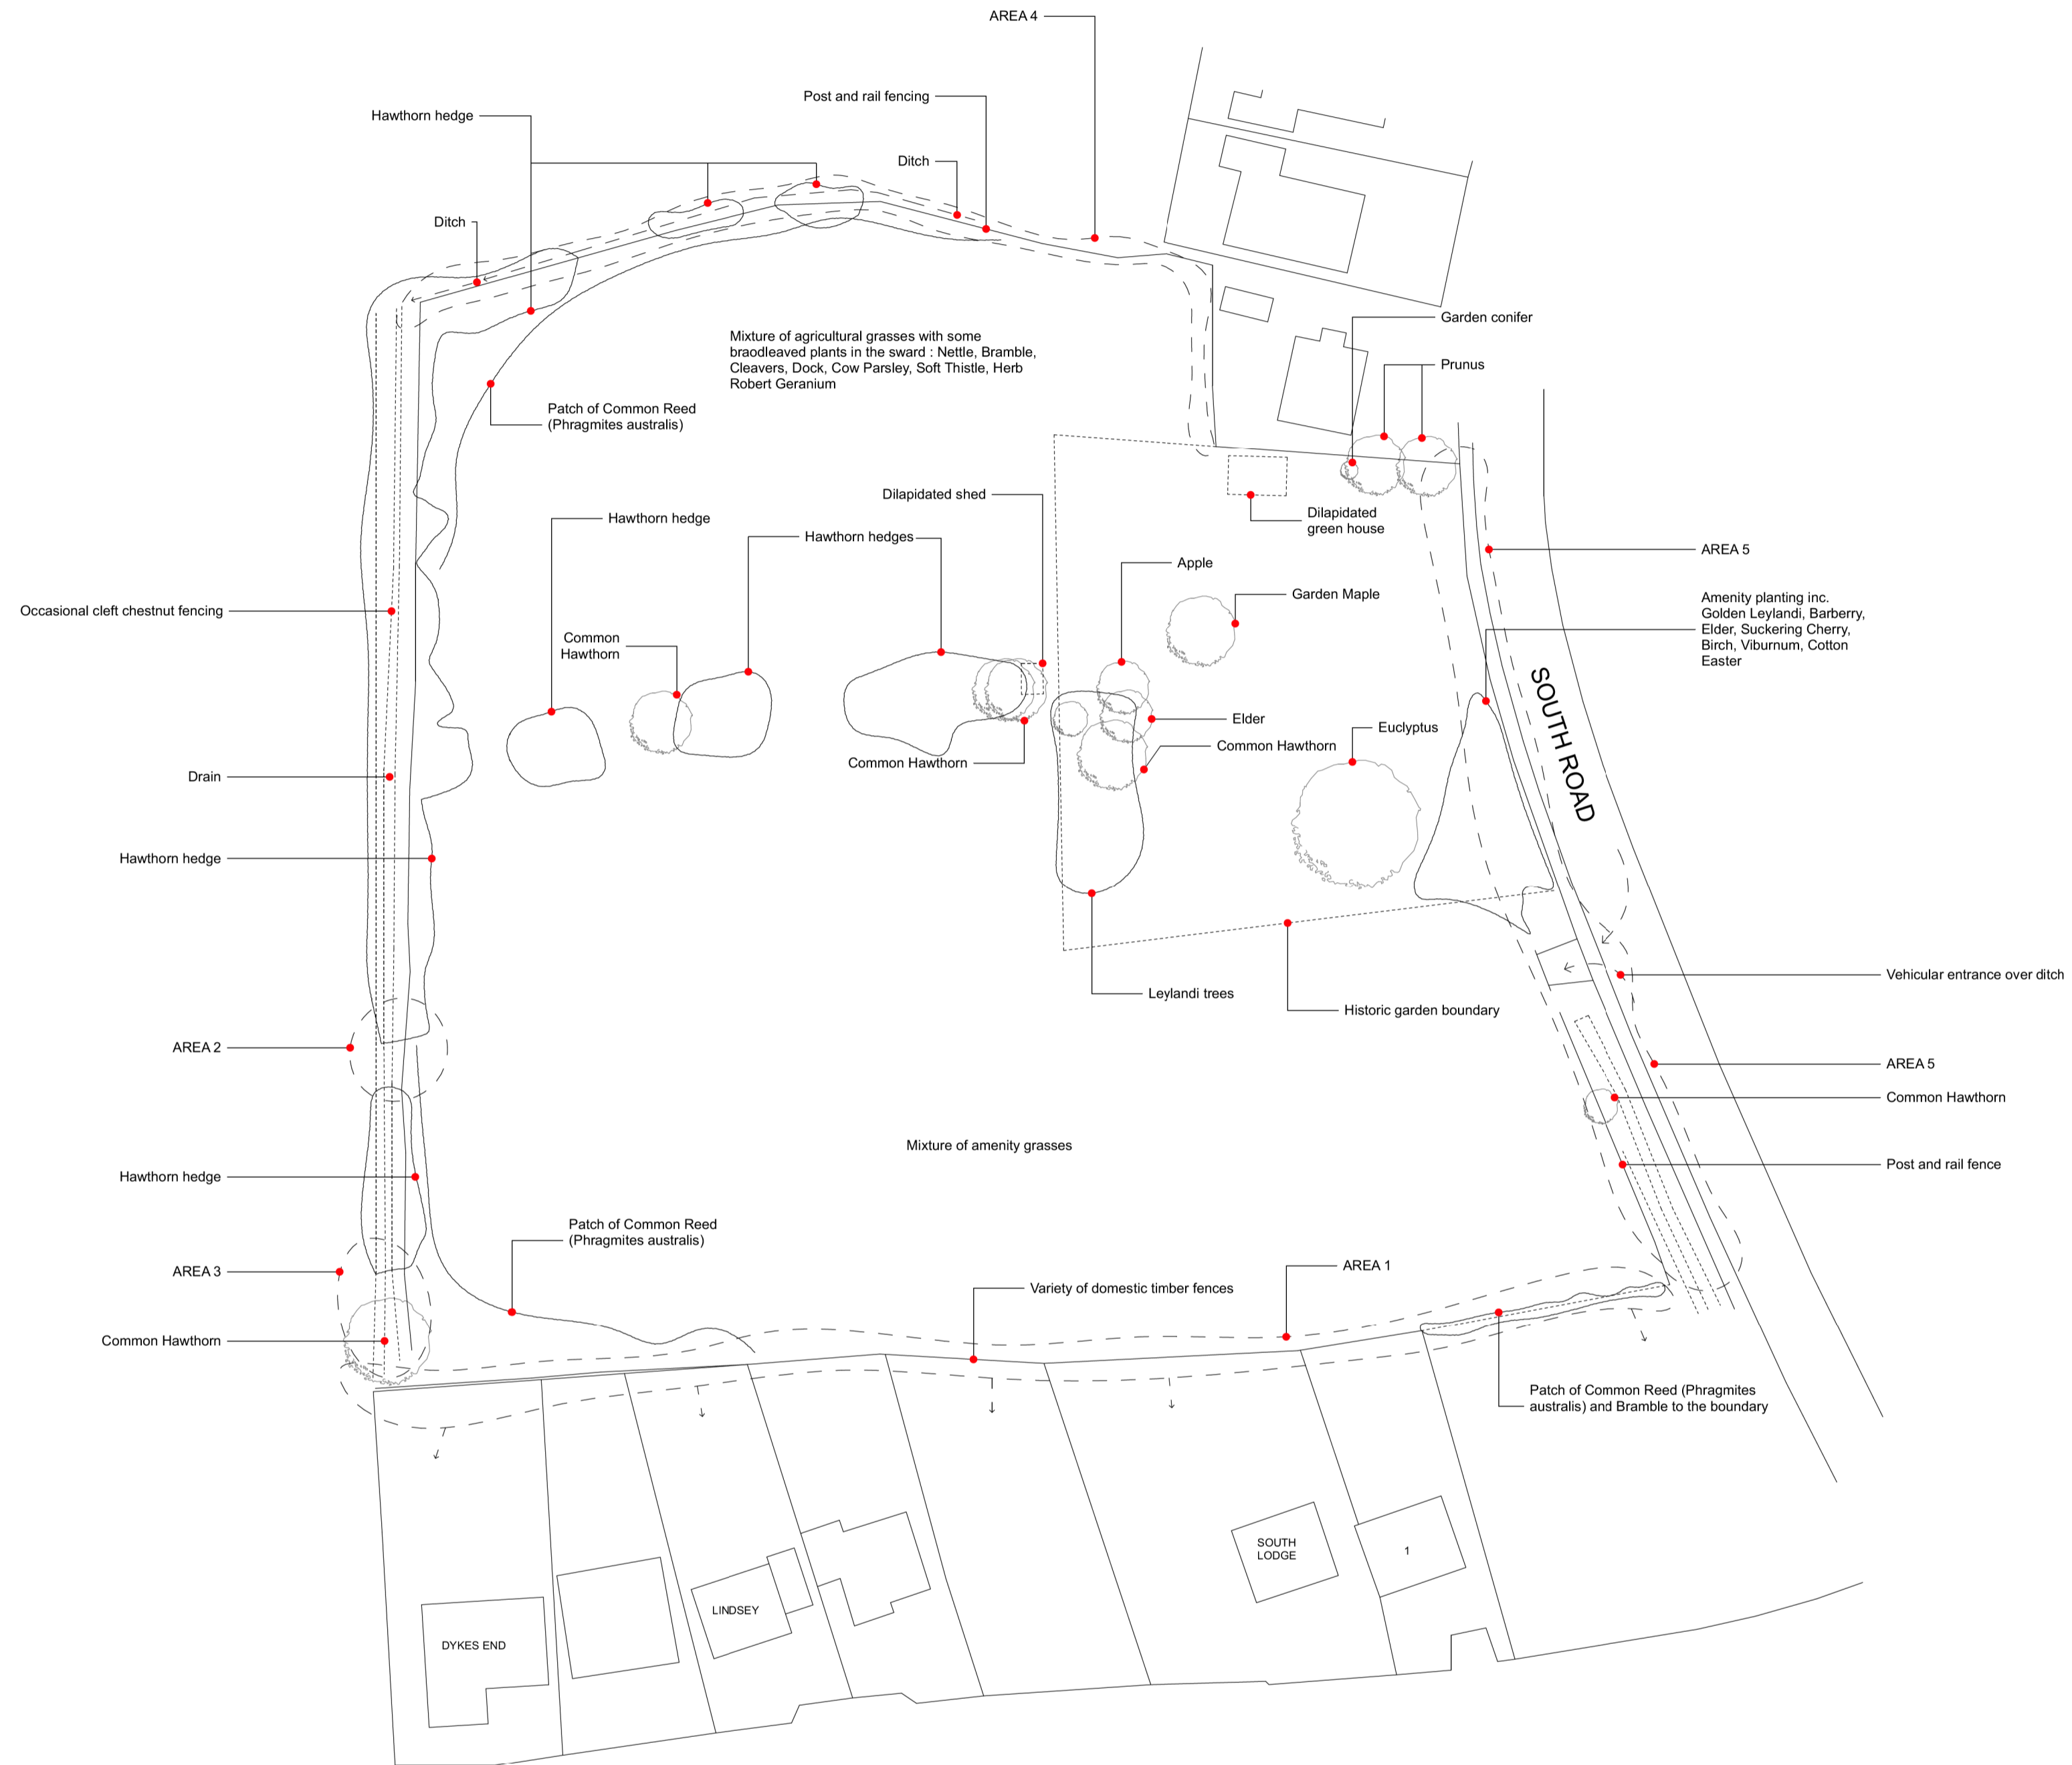 AREA 4
Post and rail fencing
Hawthorn hedge
Ditch
Ditch
Garden conifer
Mixture of agricultural grasses with some
braodleaved plants in the sward : Nettle, Bramble,
Cleavers, Dock, Cow Parsley, Soft Thistle, Herb
Robert Geranium
Prunus
Patch of Common Reed
(Phragmites australis)
Dilapidated shed
Hawthorn hedge
Dilapidated
green house
Hawthorn hedges
AREA 5
Apple
Garden Maple
Amenity planting inc.
Golden Leylandi, Barberry,
Elder, Suckering Cherry,
Birch, Viburnum, Cotton
Easter
Occasional cleft chestnut fencing
Common
Hawthorn
SOUTH ROAD
Elder
Euclyptus
Common Hawthorn
Common Hawthorn
Drain
Hawthorn hedge
Vehicular entrance over ditch
Leylandi trees
Historic garden boundary
AREA 2
AREA 5
Common Hawthorn
Mixture of amenity grasses
Post and rail fence
Hawthorn hedge
Patch of Common Reed
(Phragmites australis)
AREA 3
AREA 1
Variety of domestic timber fences
Common Hawthorn
Patch of Common Reed (Phragmites
australis) and Bramble to the boundary
SOUTH
LODGE
1
LINDSEY
DYKES END